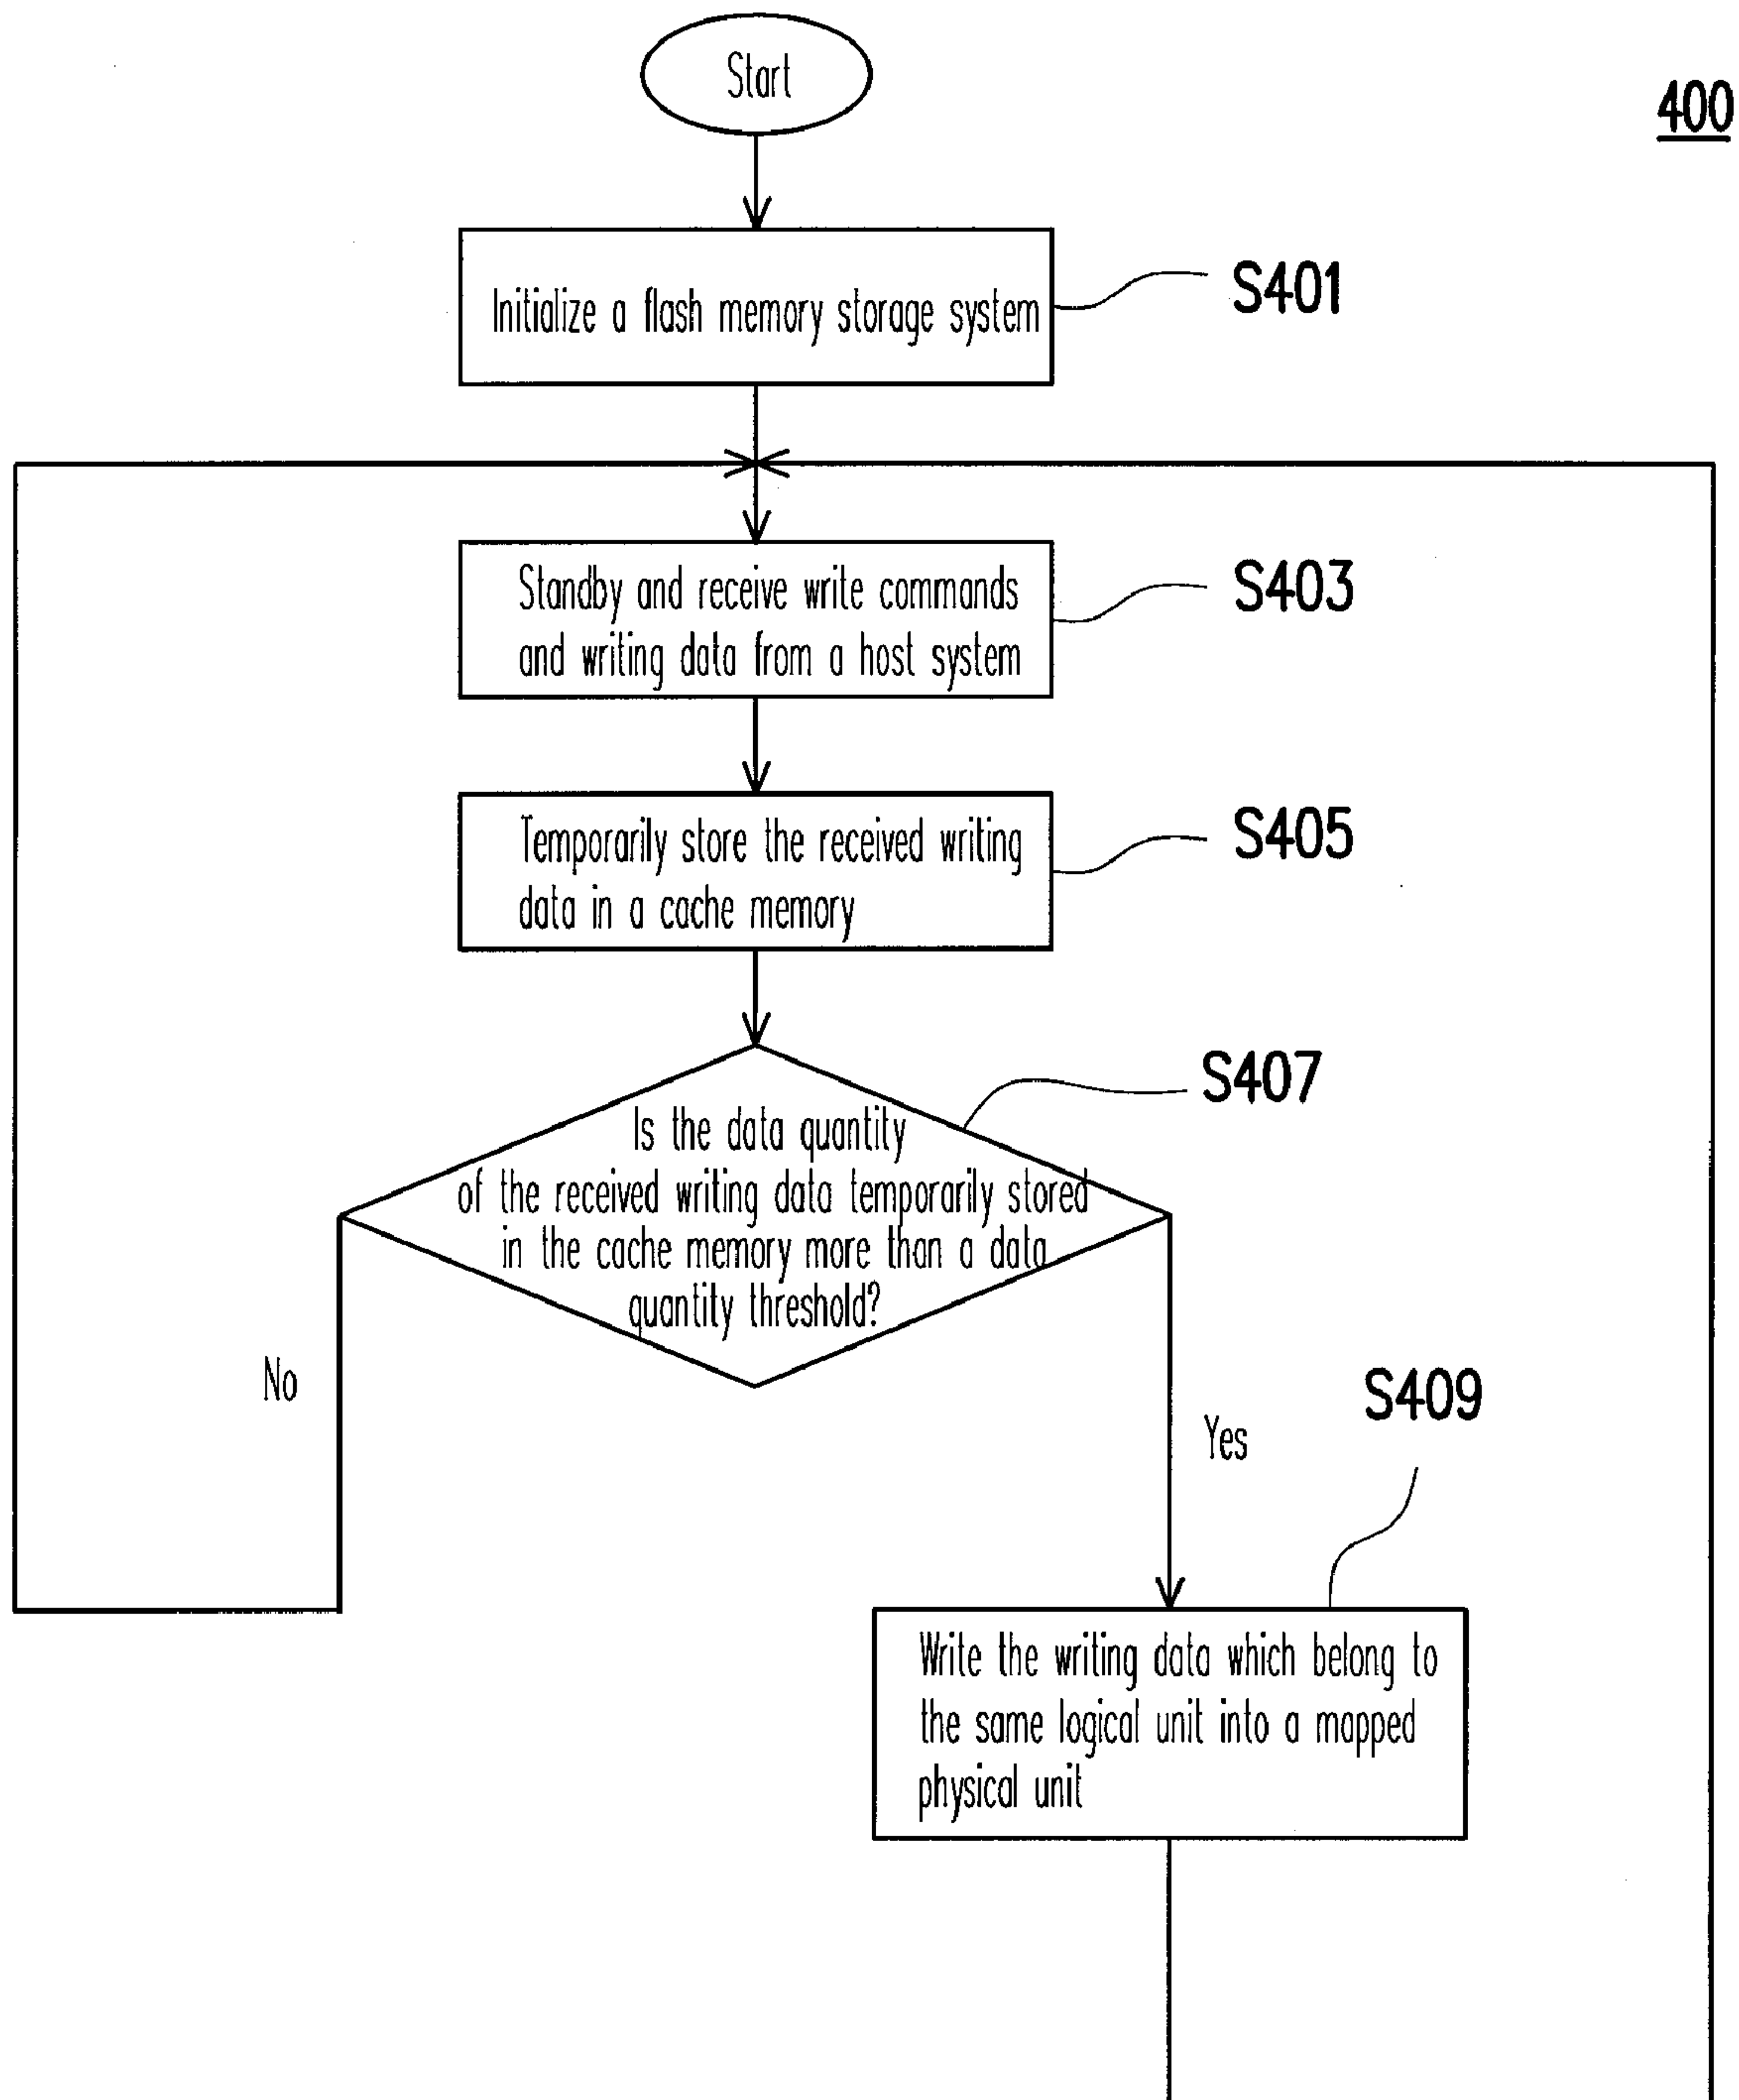 Start
400
Initialize a flash memory storage system
S401
Standby and receive write commands
and writing data from a host system
S403
Temporarily store the received writing
data in a cache memory
S405
S407
Is the data quantity
of the received writing data temporarily stored
in the cache memory more than a data
quantity threshold?
No
Yes
S409
Write the writing data which belong to
the same logical unit into a mapped
physical unit